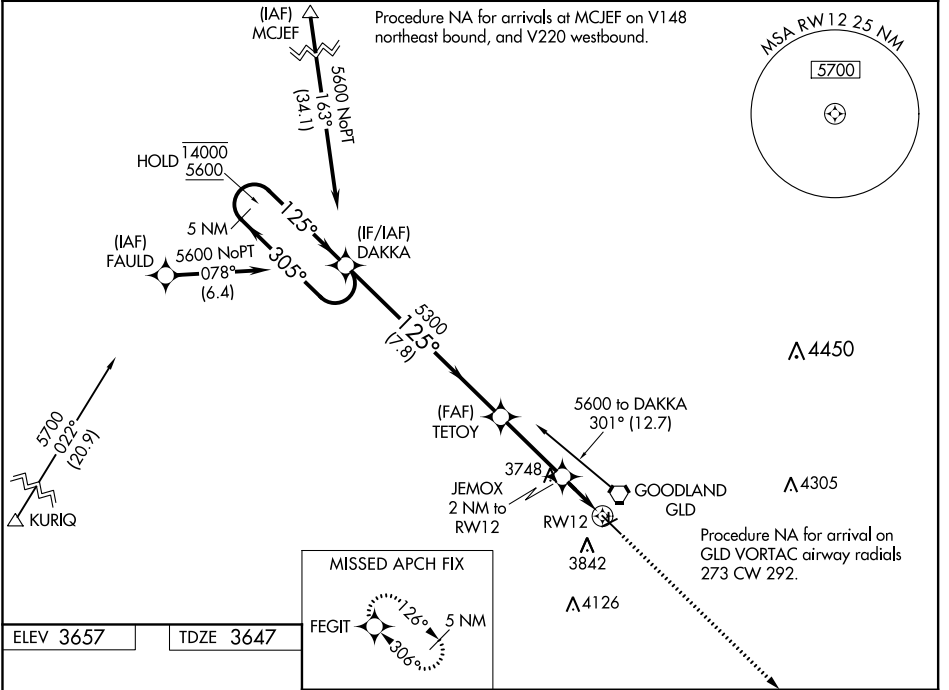 (IAF)
MCJEF
Procedure NA for arrivals at MCJEF on V148
northeast bound, and V220 westbound.
MSA RW12 25 NM
5700
5600 NoPT
163°
(34.1)
HOLD 14000
5600
5 NM
125°
305°
(IF/IAF)
DAKKA
(IAF)
FAULD
5600 NoPT
078°
(6.4)
5300
125°
(7.8)
4450
5700
022°
(20.9)
KURIQ
(FAF)
TETOY
5600 to DAKKA
301° (12.7)
3748
JEMOX
2 NM to
RW12
GOODLAND
GLD
4305
RW12
3842
4126
Procedure NA for arrival on
GLD VORTAC airway radials
273 CW 292.
MISSED APCH FIX
FEGIT
126°
306°
5 NM
ELEV 3657
TDZE 3647